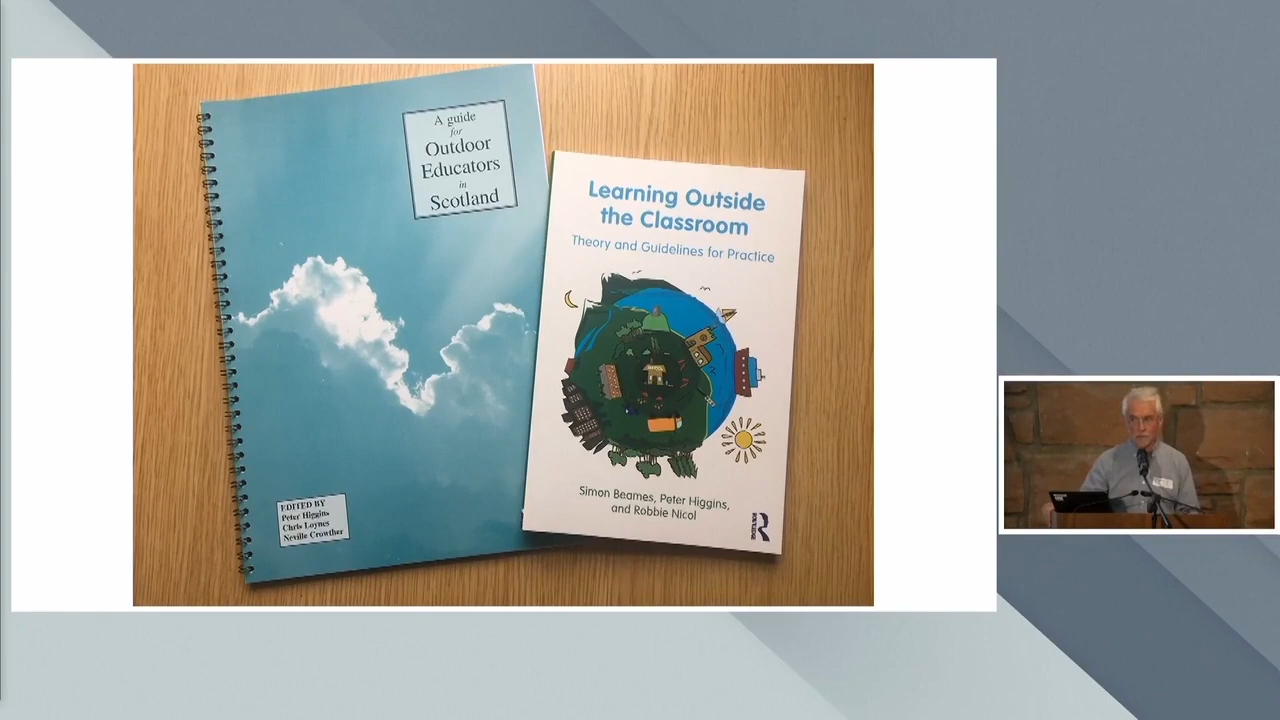 A guide
for
Outdoor
Educators
in
Scotland
EDITED BY
Peter Higgins
Chris Loynes
Neville Crowther
Learning Outside
the Classroom
Theory and Guidelines for Practice
Simon Beames, Peter Higgins,
and Robbie Nicol
R
ROUTLEDGE